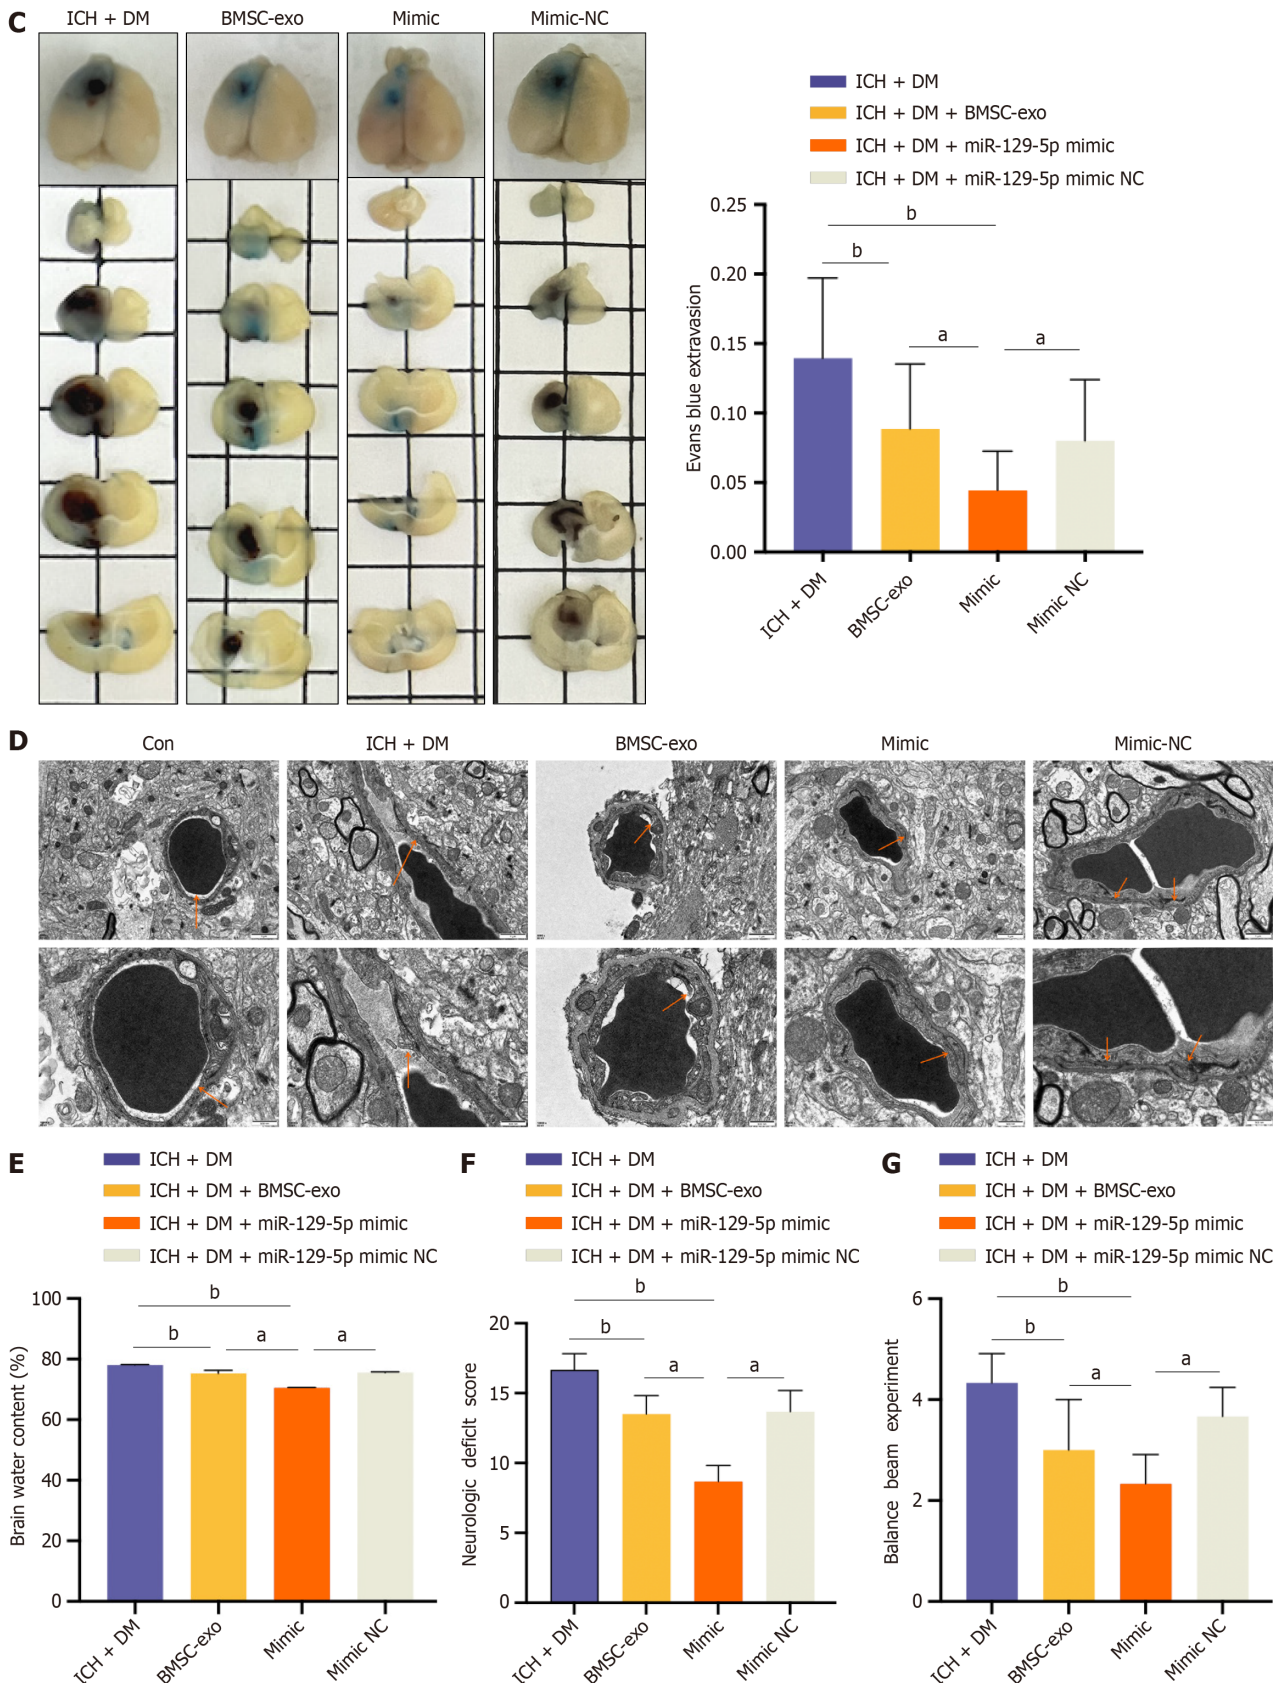 C
ICH + DM
BMSC-exo
Mimic
Mimic-NC
ICH + DM
ICH + DM + BMSC-exo
ICH + DM + miR-129-5p mimic
ICH + DM + miR-129-5p mimic NC
Evans blue extravasion
0.25
0.20
0.15
0.10
0.05
0.00
b
b
a
a
ICH + DM
BMSC-exo
Mimic
Mimic NC
D
Con
ICH + DM
BMSC-exo
Mimic
Mimic-NC
E
ICH + DM
ICH + DM + BMSC-exo
ICH + DM + miR-129-5p mimic
ICH + DM + miR-129-5p mimic NC
Brain water content (%)
100
80
60
40
20
0
b
b
a
a
ICH + DM
BMSC-exo
Mimic
Mimic NC
F
ICH + DM
ICH + DM + BMSC-exo
ICH + DM + miR-129-5p mimic
ICH + DM + miR-129-5p mimic NC
Neurologic deficlt score
20
15
10
5
0
b
b
a
a
ICH + DM
BMSC-exo
Mimic
Mimic NC
G
ICH + DM
ICH + DM + BMSC-exo
ICH + DM + miR-129-5p mimic
ICH + DM + miR-129-5p mimic NC
Balance beam experiment
6
4
2
0
b
b
a
a
ICH + DM
BMSC-exo
Mimic
Mimic NC